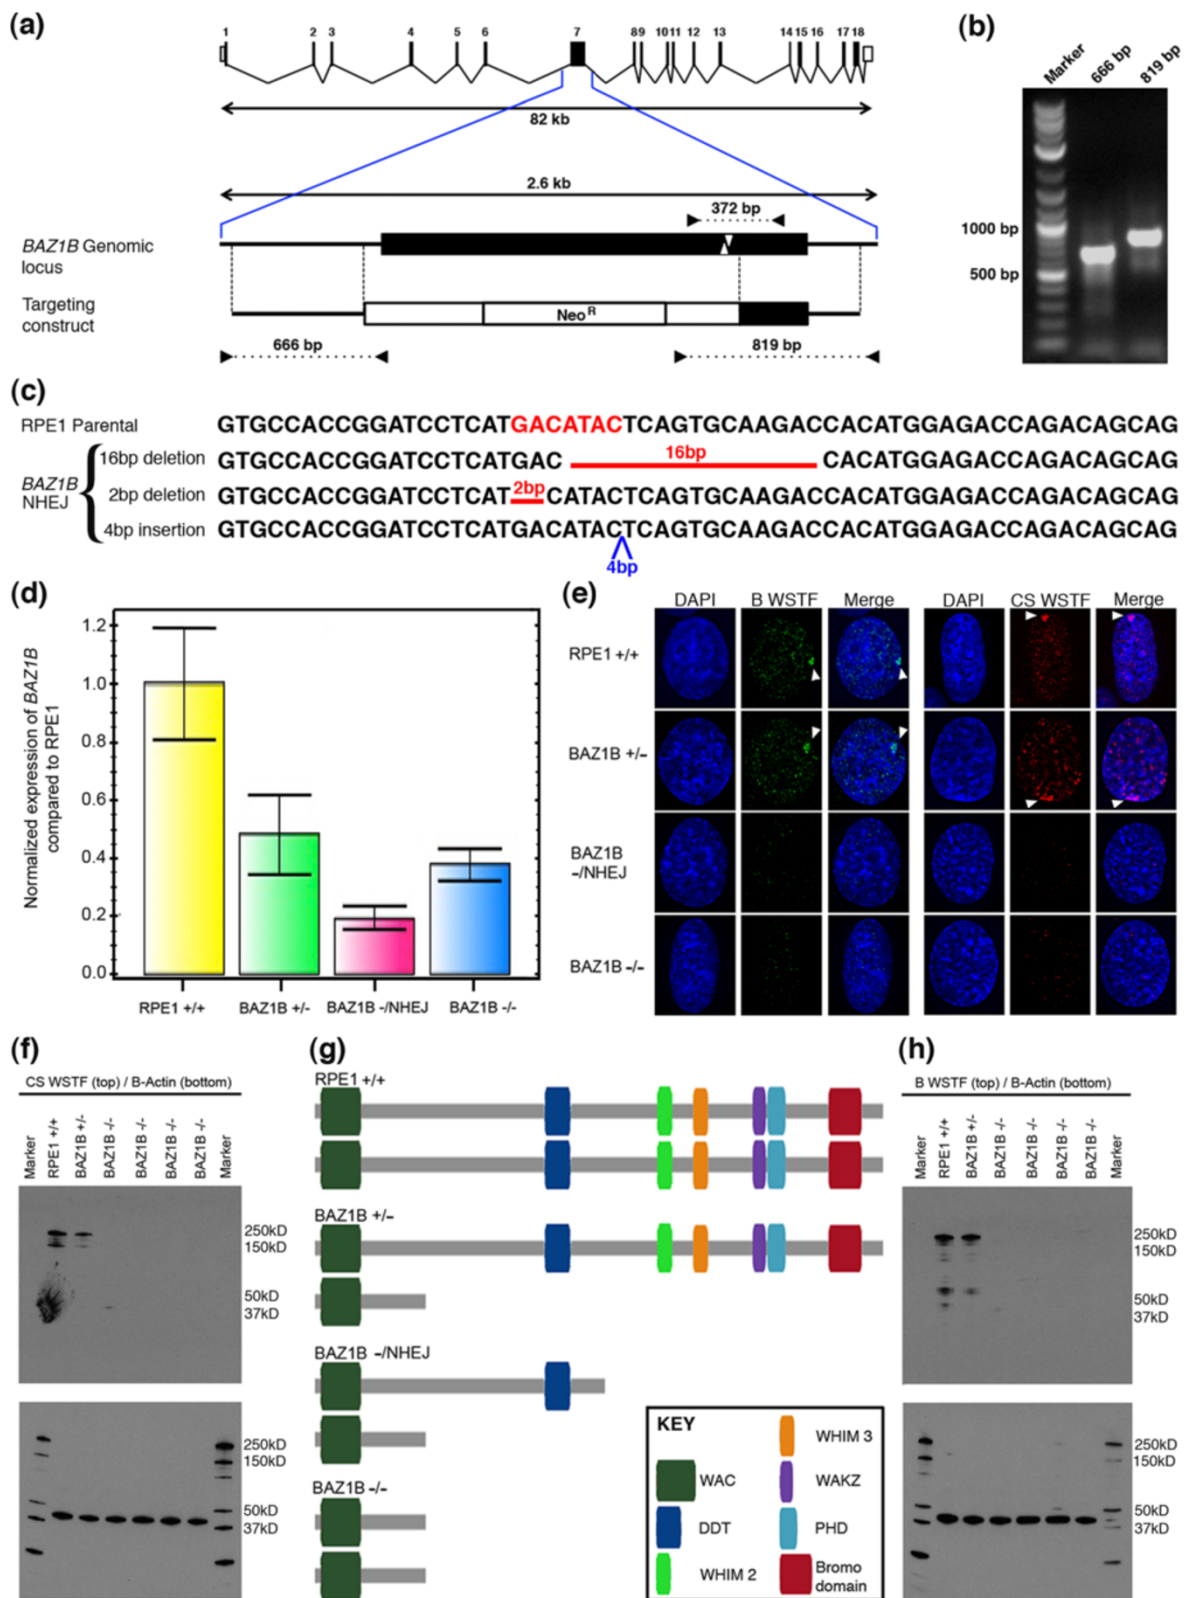 (a)
1 2 3 4 5 6 7 8 9 10 11 12 13 14 15 16 17 18
82 kb
2.6 kb
372 bp
BAZ1B Genomic
locus
Targeting
construct
Neo R
666 bp 819 bp
(b)
Marker
666 bp
819 bp
1000 bp
500 bp
(c)
RPE1 Parental GTGCCACCGGATCCTCATGACATACTCAGTGCAAGACCACATGGAGACCAGACAGCAG
BAZ1B
NHEJ
16bp deletion GTGCCACCGGATCCTCATGAC 16bp CACATGGAGACCAGACAGCAG
2bp deletion GTGCCACCGGATCCTCAT 2bp CATACTCAGTGCAAGACCACATGGAGACCAGACAGCAG
4bp insertion GTGCCACCGGATCCTCATGACATACTCAGTGCAAGACCACATGGAGACCAGACAGCAG
4bp
(d)
Normalized expression of BAZ1B
compared to RPE1
1.2
1.0
0.8
0.6
0.4
0.2
0.0
RPE1 +/+ BAZ1B +/- BAZ1B -/NHEJ BAZ1B -/-
(e)
DAPI B WSTF Merge DAPI CS WSTF Merge
RPE1 +/+
BAZ1B +/-
BAZ1B
-/NHEJ
BAZ1B -/-
(f)
CS WSTF (top) / B-Actin (bottom)
Marker
RPE1 +/+
BAZ1B +/-
BAZ1B -/-
BAZ1B -/-
BAZ1B -/-
BAZ1B -/-
Marker
250kD
150kD
50kD
37kD
250kD
150kD
50kD
37kD
(g)
RPE1 +/+
BAZ1B +/-
BAZ1B -/NHEJ
BAZ1B -/-
KEY
WAC
DDT
WHIM 2
WHIM 3
WAKZ
PHD
Bromo
domain
(h)
B WSTF (top) / B-Actin (bottom)
Marker
RPE1 +/+
BAZ1B +/-
BAZ1B -/-
BAZ1B -/-
BAZ1B -/-
BAZ1B -/-
Marker
250kD
150kD
50kD
37kD
250kD
150kD
50kD
37kD